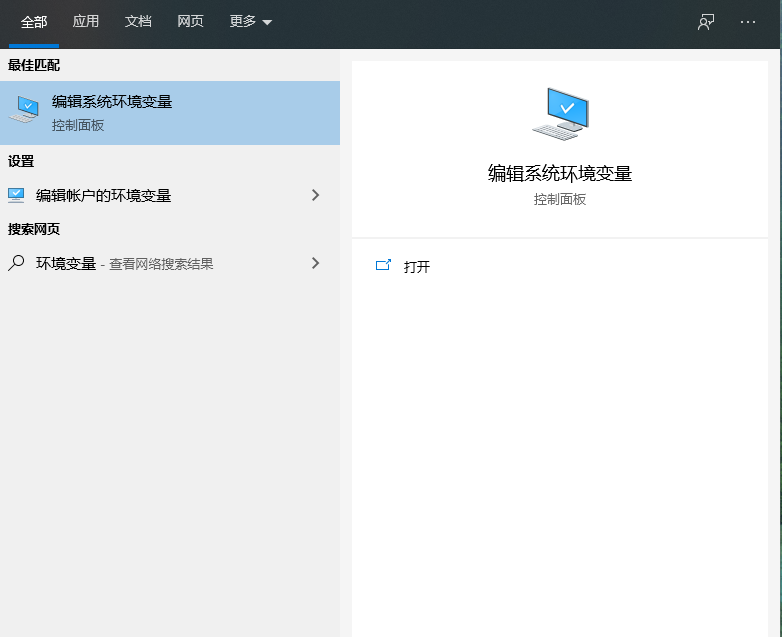 全部 应用 文档 网页 更多
最佳匹配
编辑系统环境变量
控制面板
设置
编辑帐户的环境变量
搜索网页
环境变量 - 查看网络搜索结果
编辑系统环境变量
控制面板
打开